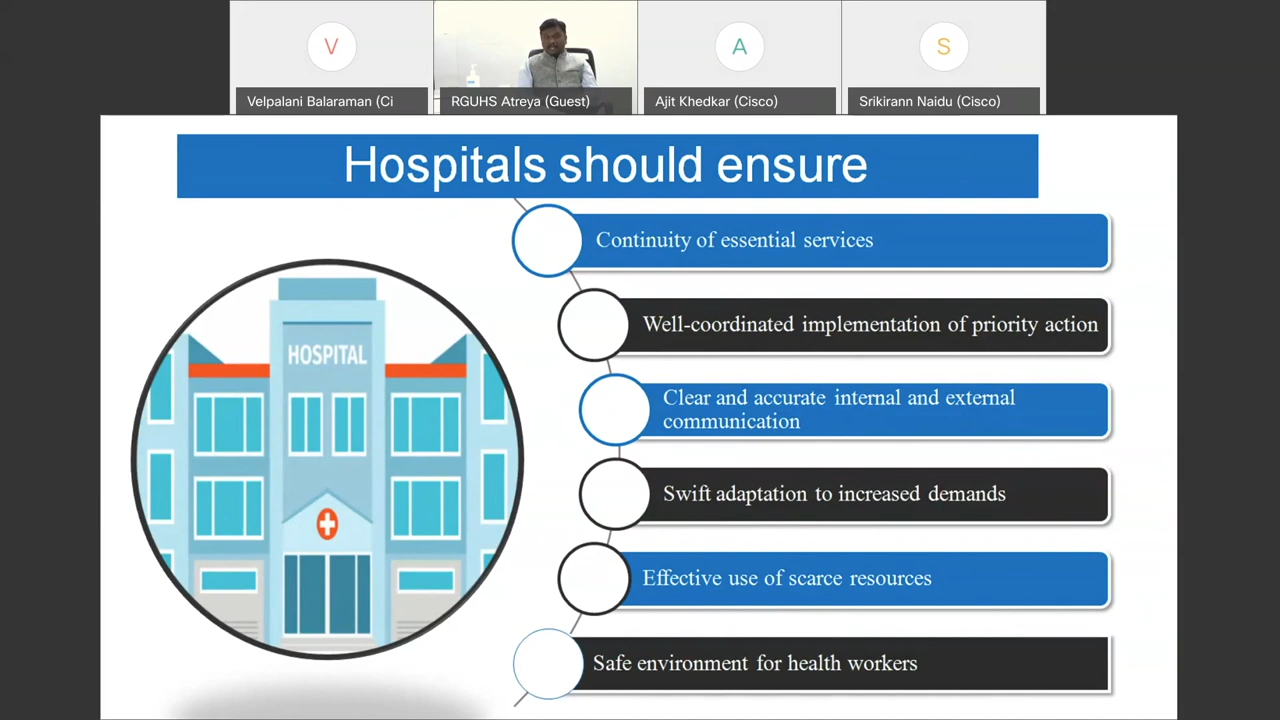 V
A
S
Velpalani Balaraman (Ci
RGUHS Atreya (Guest)
Ajit Khedkar (Cisco)
Srikirann Naidu (Cisco)
Hospitals should ensure
Continuity of essential services
Well-coordinated implementation of priority action
Clear and accurate internal and external
communication
Swift adaptation to increased demands
Effective use of scarce resources
Safe environment for health workers
HOSPITAL